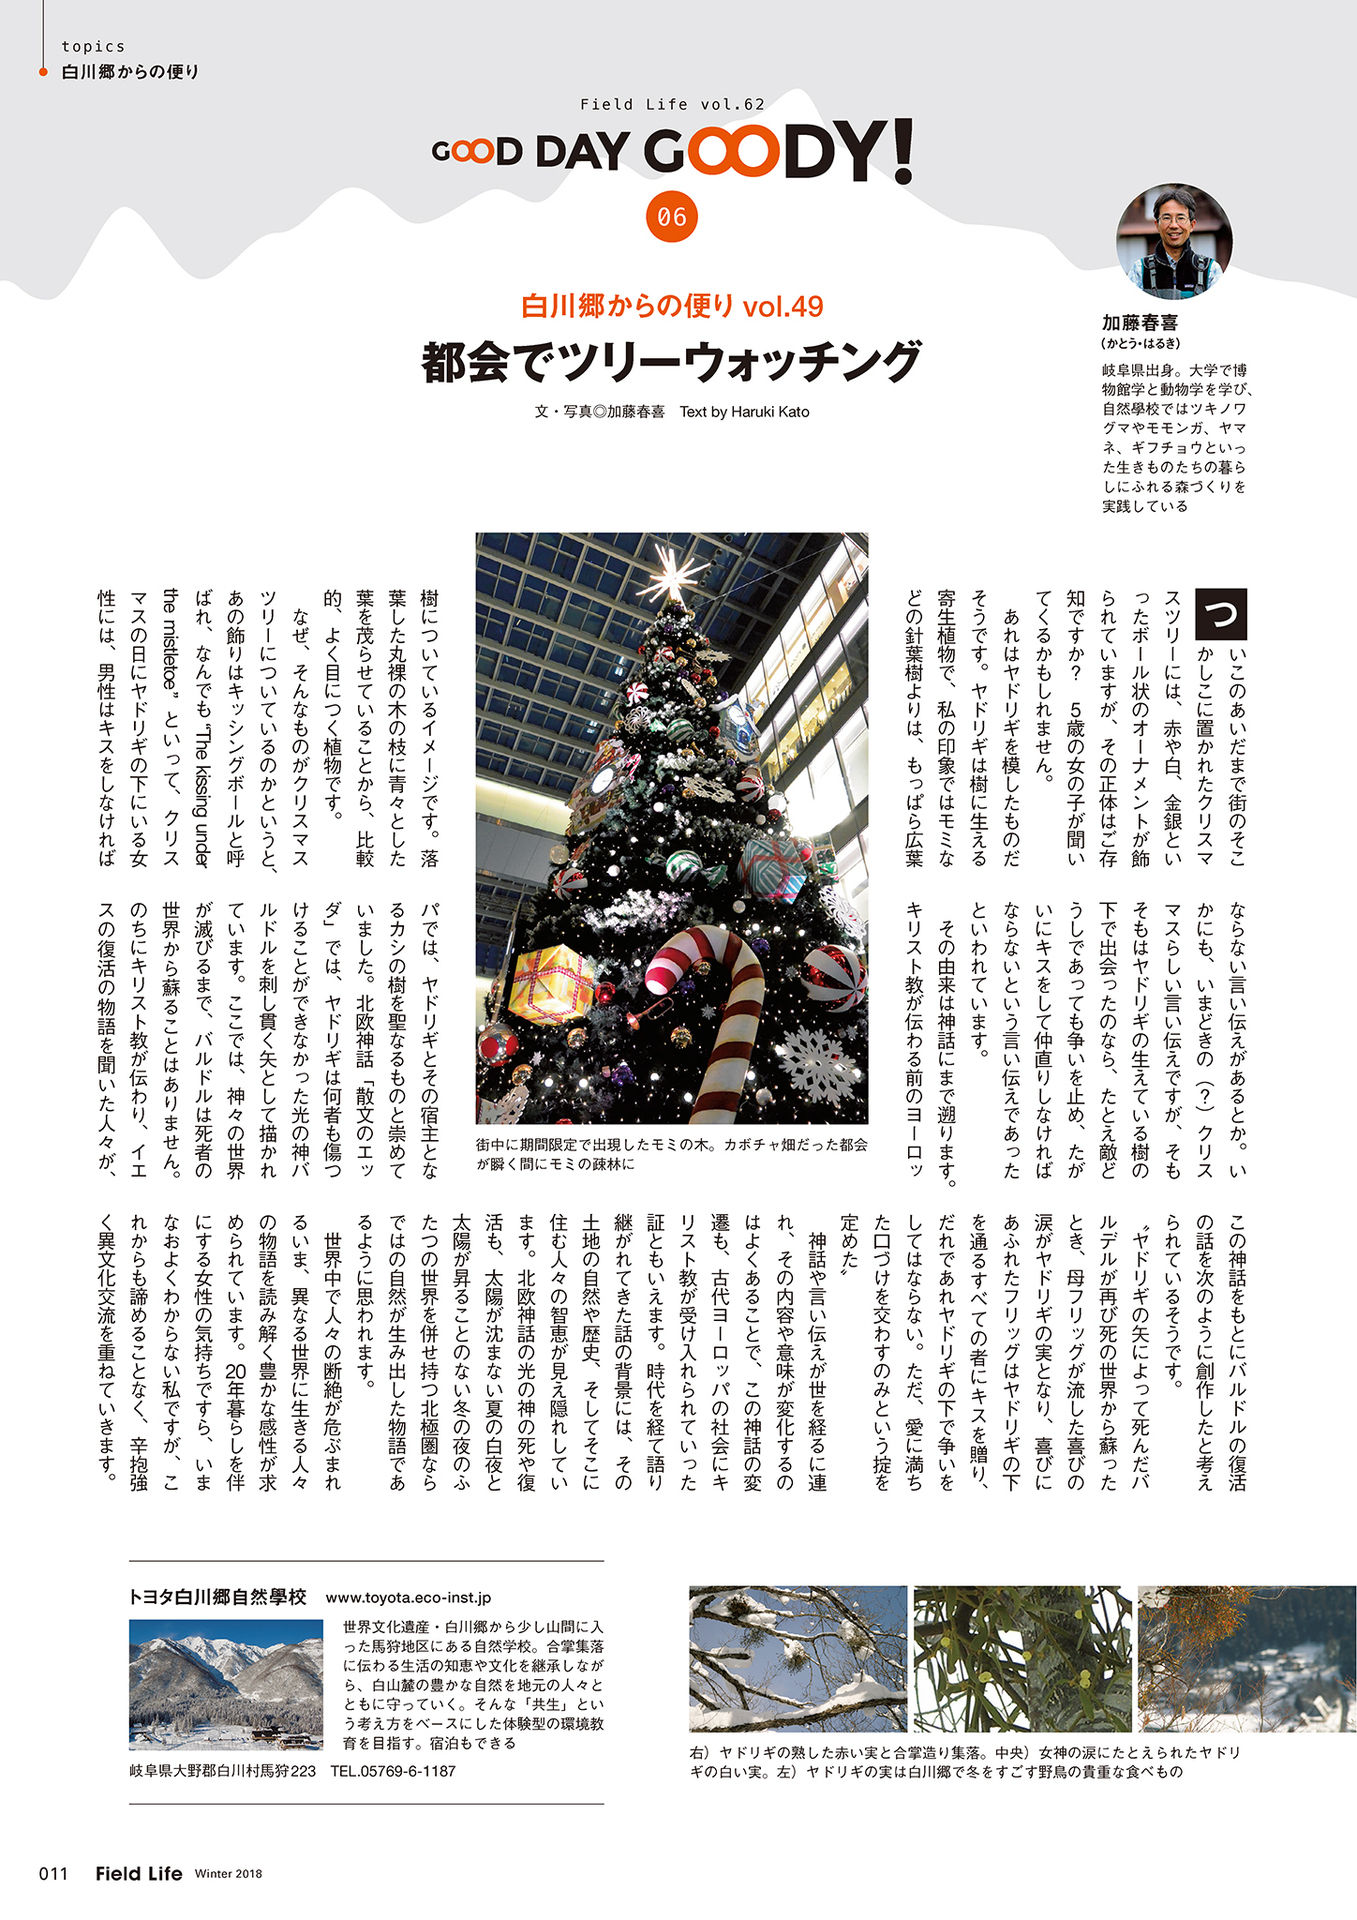 topics
白川郷からの便り
Field Life vol.62
GOOD DAY GOODY!
06
白川郷からの便り vol.49
都会でツリーウォッチング
文・写真◎加藤春喜　Text by Haruki Kato
加藤春喜
（かとう・はるき）
岐阜県出身。大学で博
物館学と動物学を学び、
自然學校ではツキノワ
グマやモモンガ、ヤマ
ネ、ギフチョウといっ
た生きものたちの暮ら
しにふれる森づくりを
実践している
ついこのあいだまで街のそこ
かしこに置かれたクリスマ
スツリーには、赤や白、金銀とい
ったボール状のオーナメントが飾
られていますが、その正体はご存
知ですか？　5歳の女の子が聞い
てくるかもしれません。
　あれはヤドリギを模したものだ
そうです。ヤドリギは樹に生える
寄生植物で、私の印象ではモミな
どの針葉樹よりは、もっぱら広葉
樹についているイメージです。落
葉した丸裸の木の枝に青々とした
葉を茂らせていることから、比較
的、よく目につく植物です。
　なぜ、そんなものがクリスマス
ツリーについているのかというと、
あの飾りはキッシングボールと呼
ばれ、なんでも“The kissing under
the mistletoe”といって、クリス
マスの日にヤドリギの下にいる女
性には、男性はキスをしなければ
ならない言い伝えがあるとか。い
かにも、いまどきの（？）クリス
マスらしい言い伝えですが、そも
そもはヤドリギの生えている樹の
下で出会ったのなら、たとえ敵ど
うしであっても争いを止め、たが
いにキスをして仲直りしなければ
ならないという言い伝えであった
といわれています。
　その由来は神話にまで遡ります。
キリスト教が伝わる前のヨーロッ
パでは、ヤドリギとその宿主とな
るカシの樹を聖なるものと崇めて
いました。北欧神話「散文のエッ
ダ」では、ヤドリギは何者も傷つ
けることができなかった光の神バ
ルドルを刺し貫く矢として描かれ
ています。ここでは、神々の世界
が滅びるまで、バルドルは死者の
世界から蘇ることはありません。
のちにキリスト教が伝わり、イエ
スの復活の物語を聞いた人々が、
この神話をもとにバルドルの復活
の話を次のように創作したと考え
られているそうです。
　〝ヤドリギの矢によって死んだバ
ルデルが再び死の世界から蘇った
とき、母フリッグが流した喜びの
涙がヤドリギの実となり、喜びに
あふれたフリッグはヤドリギの下
を通るすべての者にキスを贈り、
だれであれヤドリギの下で争いを
してはならない。ただ、愛に満ち
た口づけを交わすのみという掟を
定めた〟
　神話や言い伝えが世を経るに連
れ、その内容や意味が変化するの
はよくあることで、この神話の変
遷も、古代ヨーロッパの社会にキ
リスト教が受け入れられていった
証ともいえます。時代を経て語り
継がれてきた話の背景には、その
土地の自然や歴史、そしてそこに
住む人々の智恵が見え隠れしてい
ます。北欧神話の光の神の死や復
活も、太陽が沈まない夏の白夜と
太陽が昇ることのない冬の夜のふ
たつの世界を併せ持つ北極圏なら
ではの自然が生み出した物語であ
るように思われます。
　世界中で人々の断絶が危ぶまれ
るいま、異なる世界に生きる人々
の物語を読み解く豊かな感性が求
められています。20年暮らしを伴
にする女性の気持ちですら、いま
なおよくわからない私ですが、こ
れからも諦めることなく、辛抱強
く異文化交流を重ねていきます。
街中に期間限定で出現したモミの木。カボチャ畑だった都会
が瞬く間にモミの疎林に
トヨタ白川郷自然學校　www.toyota.eco-inst.jp
世界文化遺産・白川郷から少し山間に入
った馬狩地区にある自然学校。合掌集落
に伝わる生活の知恵や文化を継承しなが
ら、白山麓の豊かな自然を地元の人々と
ともに守っていく。そんな「共生」とい
う考え方をベースにした体験型の環境教
育を目指す。宿泊もできる
岐阜県大野郡白川村馬狩223　TEL.05769-6-1187
右）ヤドリギの熟した赤い実と合掌造り集落。中央）女神の涙にたとえられたヤドリ
ギの白い実。左）ヤドリギの実は白川郷で冬をすごす野鳥の貴重な食べもの
011 Field Life Winter 2018